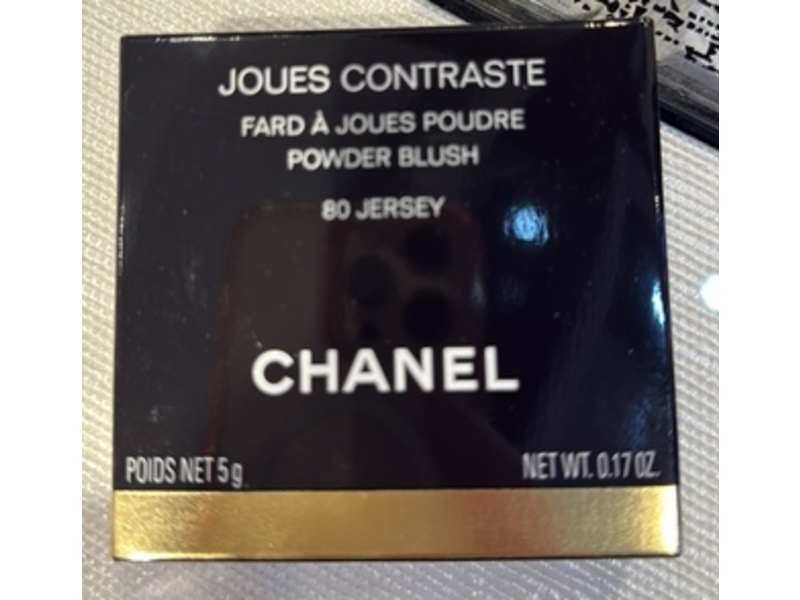 JOUES CONTRASTE
FARD À JOUES POUDRE
POWDER BLUSH
80 JERSEY
CHANEL
POIDS NET 5 g
NET WT. 0.17 OZ.